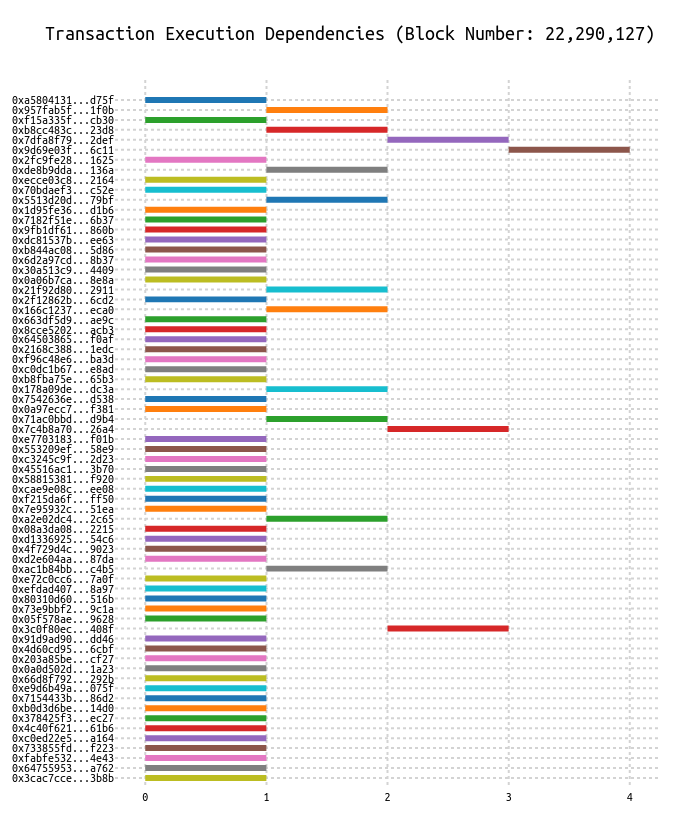 Transaction Execution Dependencies (Block Number: 22,290,127)
0xa5804131...d75f
0x957fab5f...1f0b
0xf15a335f...cb30
0xb8cc483c...23d8
0x7dfa8f79...2def
0x9d69e03f...6c11
0x2fc9fe28...1625
0xde8b9dda...136a
0xecce03c8...2164
0x70bdaef3...c52e
0x5513d20d...79bf
0x1d95fe36...d1b6
0x7182f51e...6b37
0x9fb1df61...860b
0xdc81537b...ee63
0xb844ac08...5d86
0x6d2a97cd...8b37
0x30a513c9...4409
0x0a06b7ca...8e8a
0x21f92d80...2911
0x2f12862b...6cd2
0x166c1237...eca0
0x663df5d9...ae9c
0x8cce5202...acb3
0x64503865...f0af
0x2168c388...1edc
0xf96c48e6...ba3d
0xc0dc1b67...e8ad
0xb8fba75e...65b3
0x178a09de...dc3a
0x7542636e...d538
0x0a97ecc7...f381
0x71ac0bbd...d9b4
0x7c4b8a70...26a4
0xe7703183...f01b
0x553209ef...58e9
0xc3245c9f...2d23
0x45516ac1...3b70
0x58815381...f920
0xcae9e08c...ee08
0xf215da6f...ff50
0x7e95932c...51ea
0xa2e02dc4...2c65
0x08a3da08...2215
0xd1336925...54c6
0x4f729d4c...9023
0xd2e604aa...87da
0xac1b84bb...c4b5
0xe72c0cc6...7a0f
0xefdad407...8a97
0x80310d60...516b
0x73e9bbf2...9c1a
0x05f578ae...9628
0x3c0f80ec...408f
0x91d9ad90...dd46
0x4d60cd95...6cbf
0x203a85be...cf27
0x0a0d502d...1a23
0x66d8f792...292b
0xe9d6b49a...075f
0x7154433b...86d2
0xb0d3d6be...14d0
0x378425f3...ec27
0x4c40f621...61b6
0xc0ed22e5...a164
0x733855fd...f223
0xfabfe532...4e43
0x64755953...a762
0x3cac7cce...3b8b
0 1 2 3 4